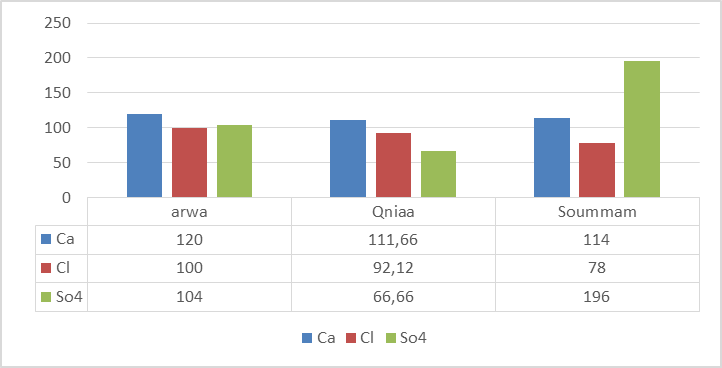 250
200
150
100
50
0
arwa Qniaa Soummam
Ca 120 111,66 114
Cl 100 92,12 78
So4 104 66,66 196
Ca Cl So4